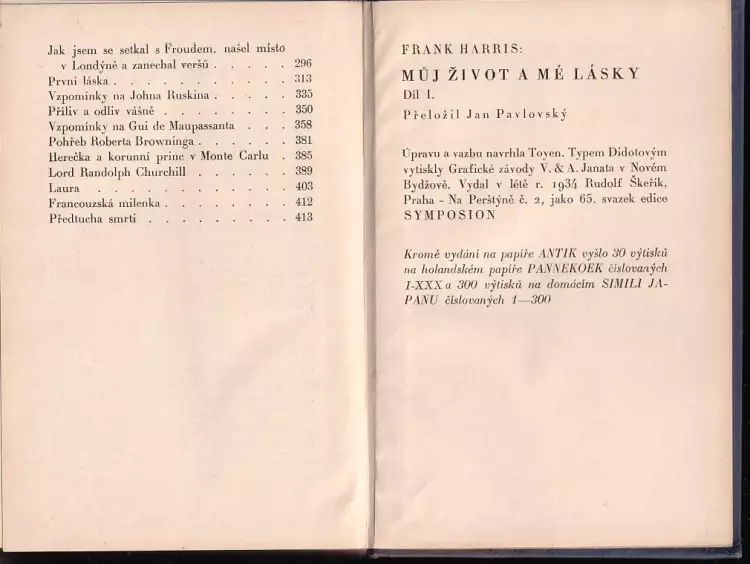 Jak jsem se setkal s Froudem, našel místo
v Londýně a zanechal veršů . . . . . 296
První láska . . . . . . . . . . . 313
Vzpomínky na Johna Ruskina . . . . . 335
Příliv a odliv vášně . . . . . . . . 350
Vzpomínky na Gui de Maupassanta . . . 358
Pohřeb Roberta Browninga . . . . . . 381
Herečka a korunní princ v Monte Carlu . 385
Lord Randolph Churchill . . . . . . . 389
Laura . . . . . . . . . . . . 403
Francouzská milenka . . . . . . . . 412
Předtucha smrti . . . . . . . . . 413
FRANK HARRIS:
MŮJ ŽIVOT A MÉ LÁSKY
Díl I.
Přeložil Jan Pavlovský
Úpravu a vazbu navrhla Toyen. Typem Didotovým
vytiskly Grafické závody V. & A. Janata v Novém
Bydžově. Vydal v létě r. 1934 Rudolf Škeřík,
Praha - Na Perštýně č. 2, jako 65. svazek edice
SYMPOSION
Kromě vydání na papíře ANTIK vyšlo 30 výtisků
na holandském papíře PANNEKOEK číslovaných
I-XXX a 300 výtisků na domácím SIMILI JA-
PANU číslovaných 1—300